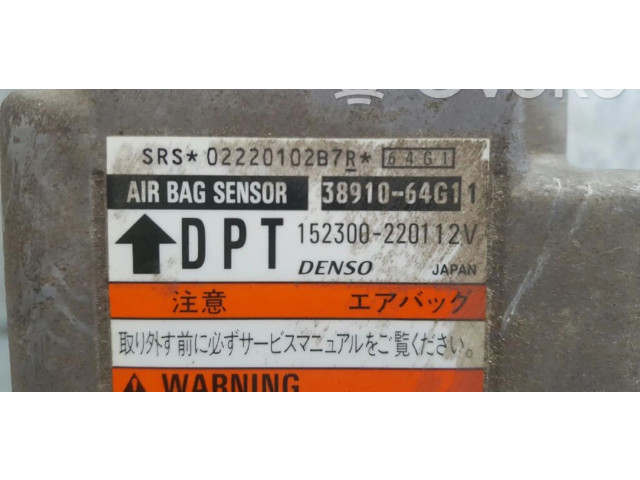 SRS* 02220102B7R* 64G1
AIR BAG SENSOR 38910-64G11
DPT 152300-2201 12V
DENSO JAPAN
注意 エアバッグ
取り外す前に必ずサービスマニュアルをご覧ください。
WARNING